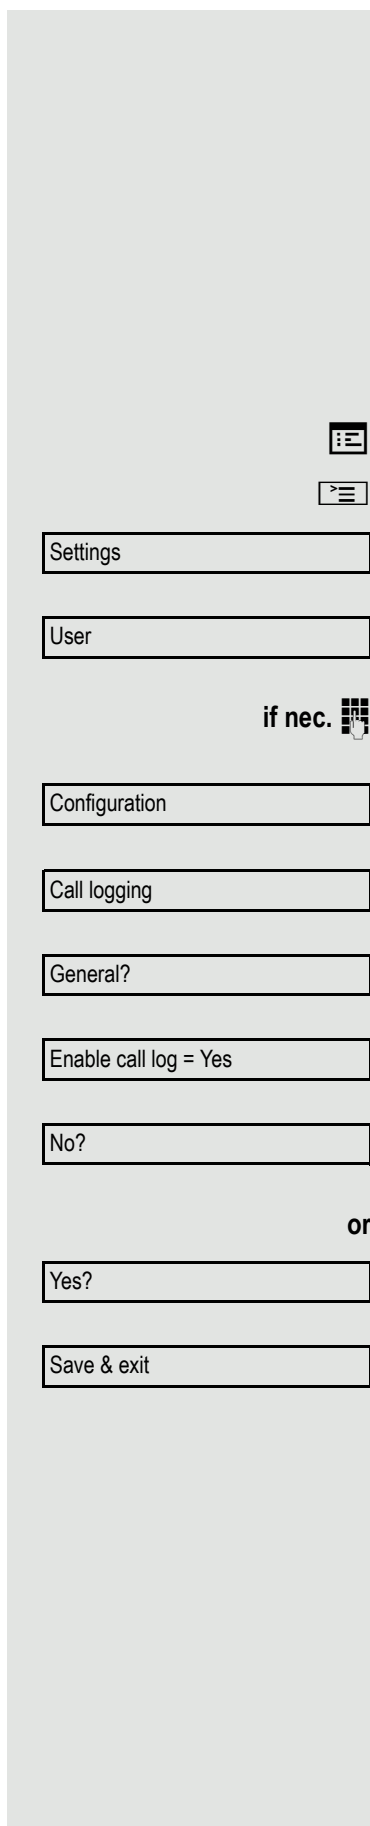 Settings
User
if nec.
Configuration
Call logging
General?
Enable call log = Yes
No?
or
Yes?
Save & exit